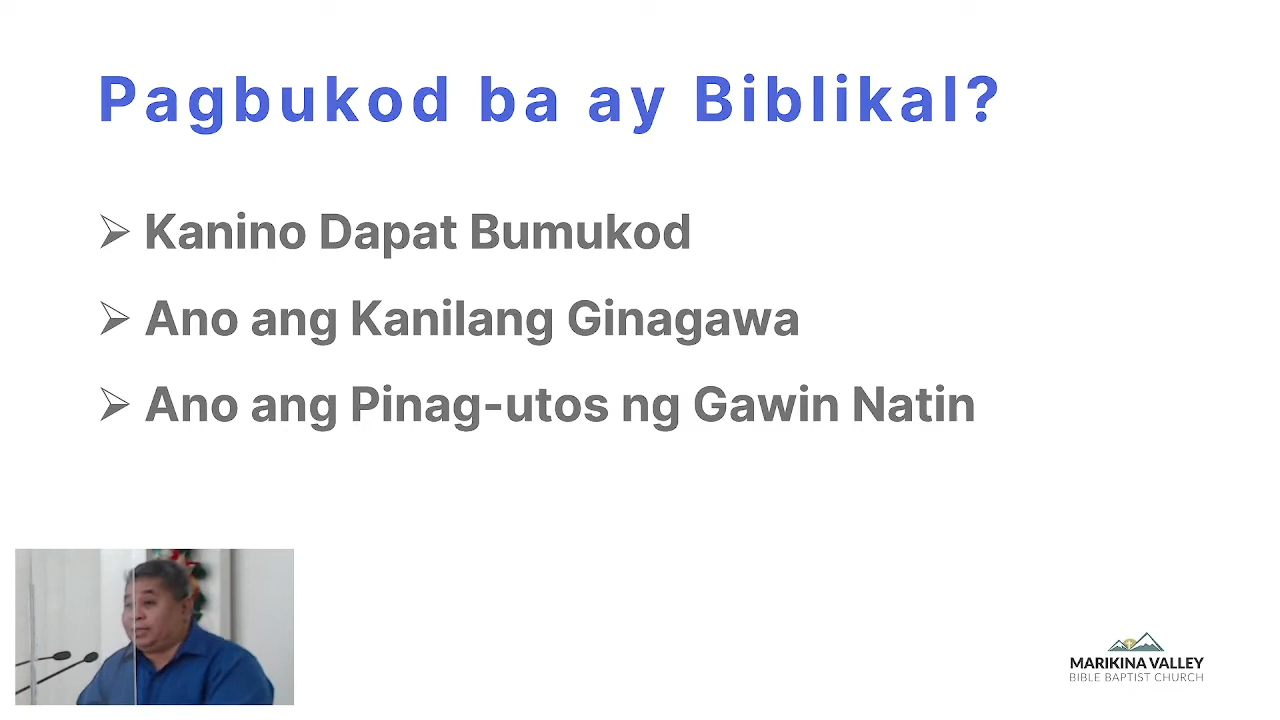 Pagbukod ba ay Biblikal?
Kanino Dapat Bumukod
Ano ang Kanilang Ginagawa
Ano ang Pinag-utos ng Gawin Natin
MARIKINA VALLEY
BIBLE BAPTIST CHURCH